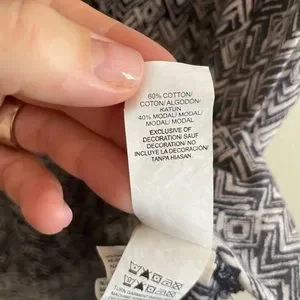 60% COTTON/
COTON/ALGODON/
KATUN
40% MODAL/MODAL/
MODAL/ MODAL
EXCLUSIVE OF
DECORATION/ SAUF
DECORATION/ NO
INCLUYE LA DECORACIÓN/
TANPA HIASAN.